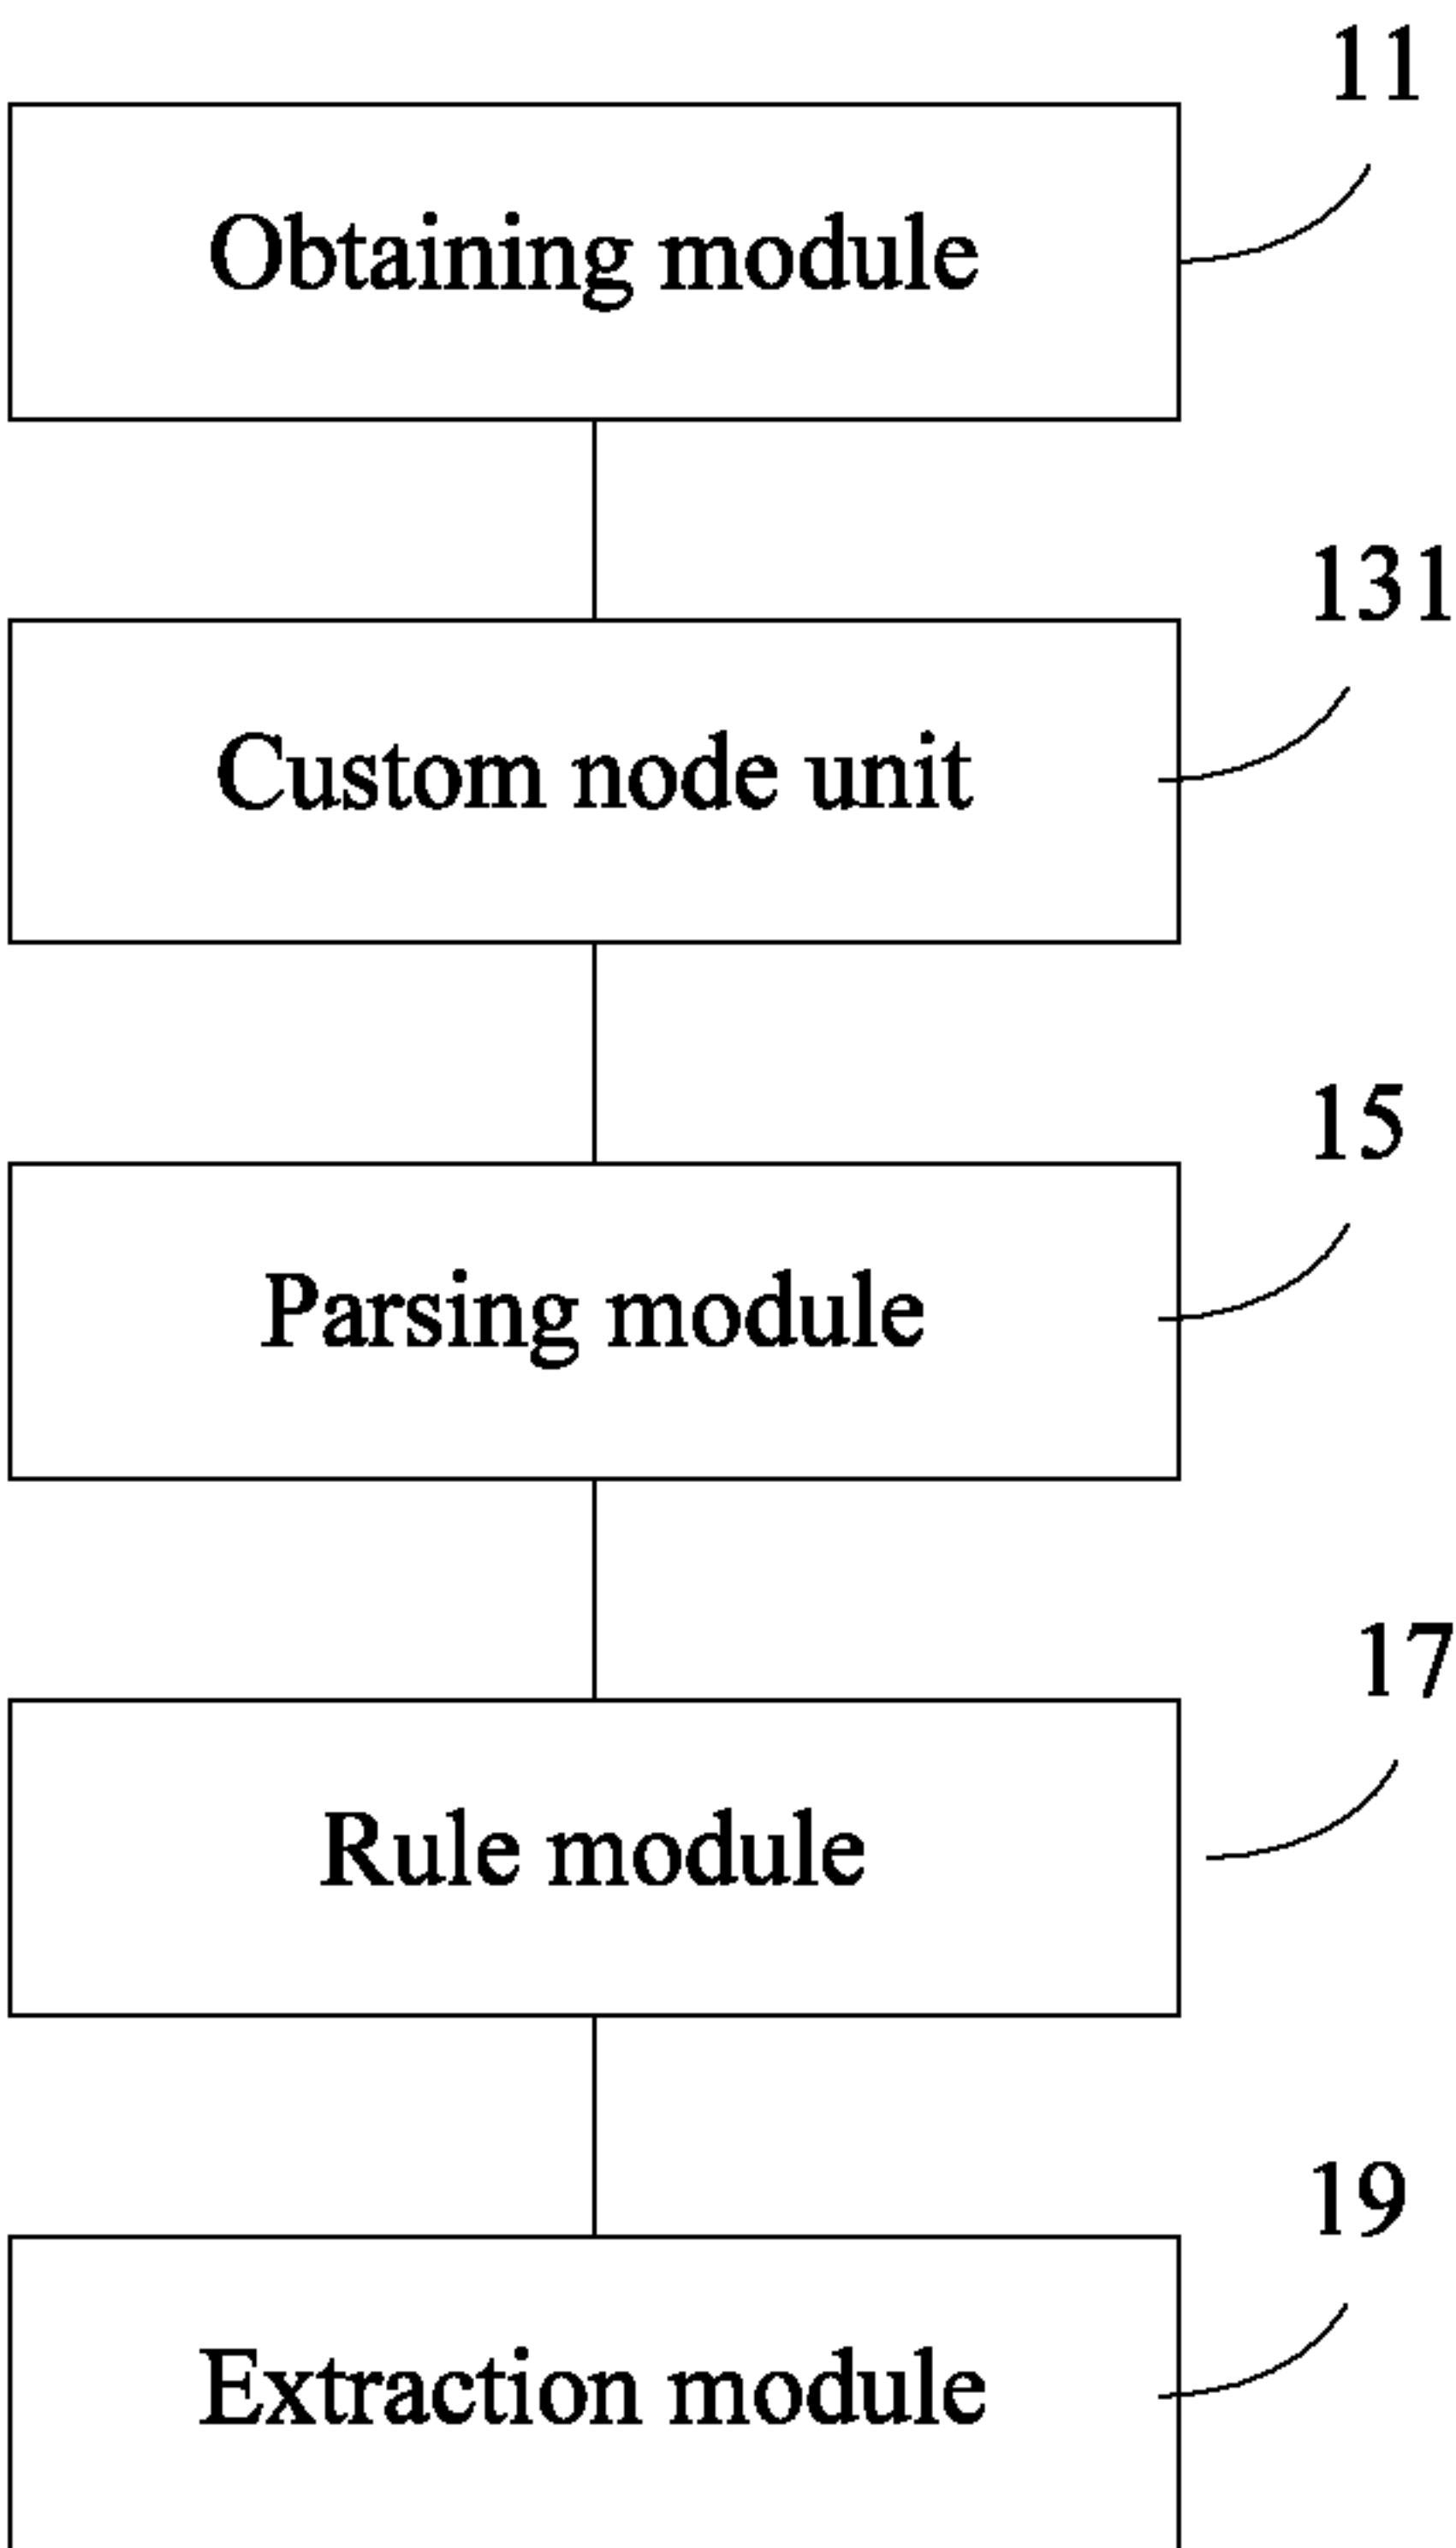 11
Obtaining module
131
Custom node unit
15
Parsing module
17
Rule module
19
Extraction module